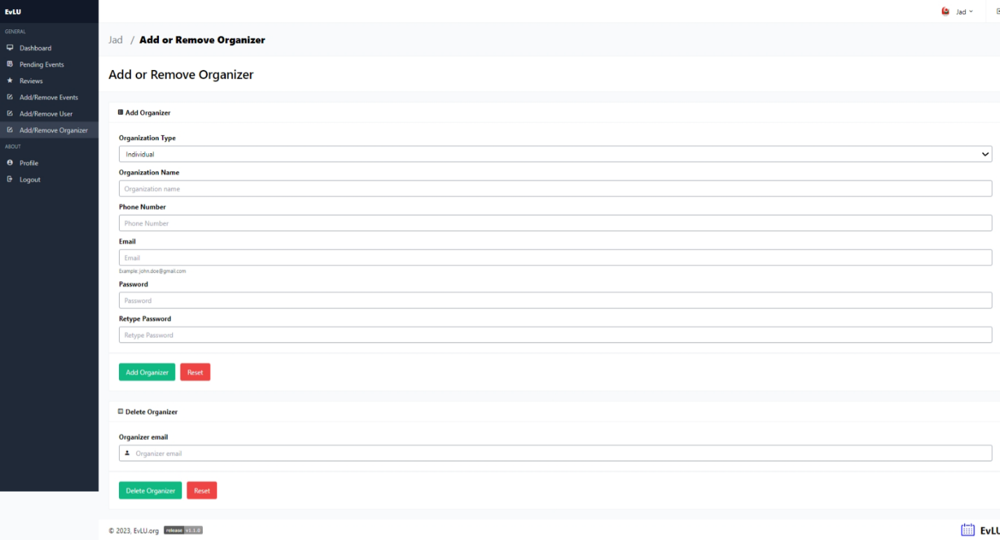 EvLU
Jad
GENERAL
Dashboard
Pending Events
Reviews
Add/Remove Events
Add/Remove User
Add/Remove Organizer
ABOUT
Profile
Logout
Jad / Add or Remove Organizer
Add or Remove Organizer
Add Organizer
Organization Type
Individual
Organization Name
Organization name
Phone Number
Phone Number
Email
Email
Example: john.doe@gmail.com
Password
Password
Retype Password
Retype Password
Add Organizer Reset
Delete Organizer
Organizer email
Organizer email
Delete Organizer Reset
© 2023, EvLU.org release v1.1.0
EvLU